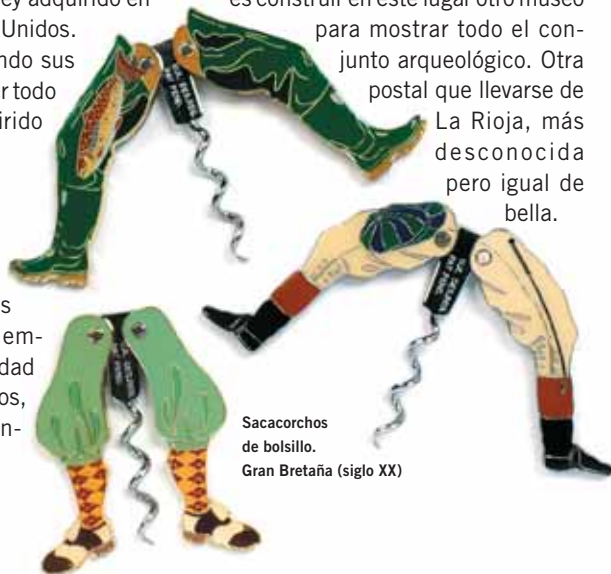 ey adquirido en
Unidos.
ndo sus
r todo
irido
s
em-
dad
os,
n-
es construir en este lugar otro museo
para mostrar todo el con-
junto arqueológico. Otra
postal que llevarse de
La Rioja, más
desconocida
pero igual de
bella.
Sacacorchos
de bolsillo.
Gran Bretaña (siglo XX)